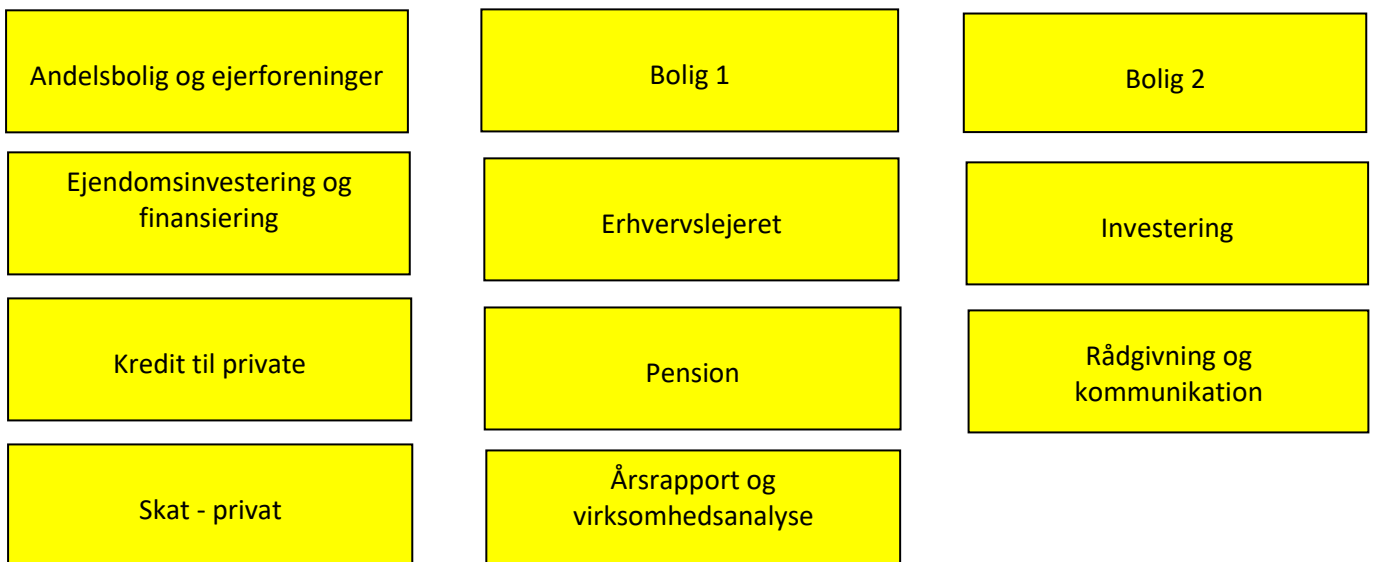 Andelsbolig og ejerforeninger
Bolig 1
Bolig 2
Ejendomsinvestering og
finansiering
Erhvervslejeret
Investering
Kredit til private
Pension
Rådgivning og
kommunikation
Skat - privat
Årsrapport og
virksomhedsanalyse